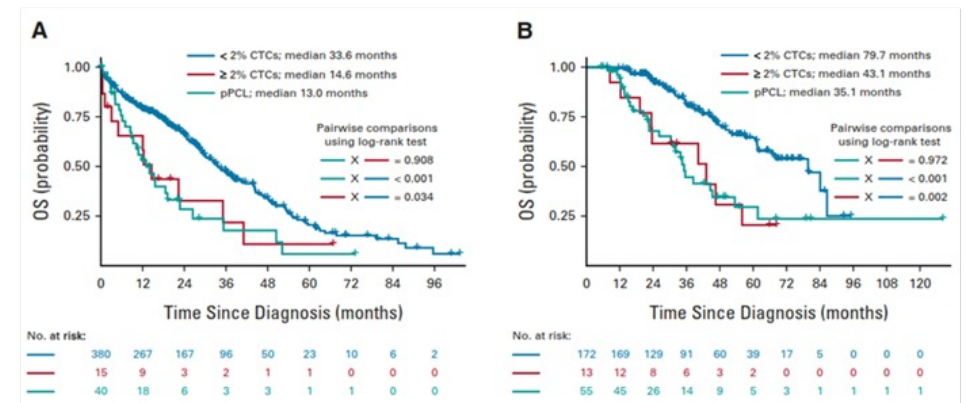 A
< 2% CTCs; median 33.6 months
≥ 2% CTCs; median 14.6 months
pPCL; median 13.0 months
Pairwise comparisons
using log-rank test
X = 0.908
X < 0.001
X = 0.034
OS (probability)
1.00
0.75
0.50
0.25
0 12 24 36 48 60 72 84 96
Time Since Diagnosis (months)
No. at risk:
380 267 167 96 50 23 10 6 2
15 9 3 2 1 1 0 0 0
40 18 6 3 3 1 1 0 0
B
< 2% CTCs; median 79.7 months
≥ 2% CTCs; median 43.1 months
pPCL; median 35.1 months
Pairwise comparisons
using log-rank test
X = 0.972
X < 0.001
X = 0.002
OS (probability)
1.00
0.75
0.50
0.25
0 12 24 36 48 60 72 84 96 108 120
Time Since Diagnosis (months)
No. at risk:
172 169 129 91 60 39 17 5 0 0 0
13 12 8 6 3 2 0 0 0 0 0
55 45 26 14 9 5 3 1 1 1 1